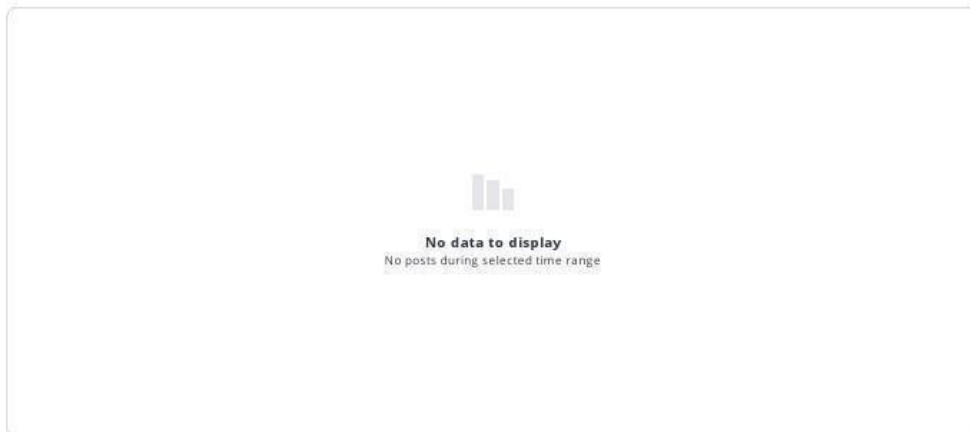 No data to display
No posts during selected time range